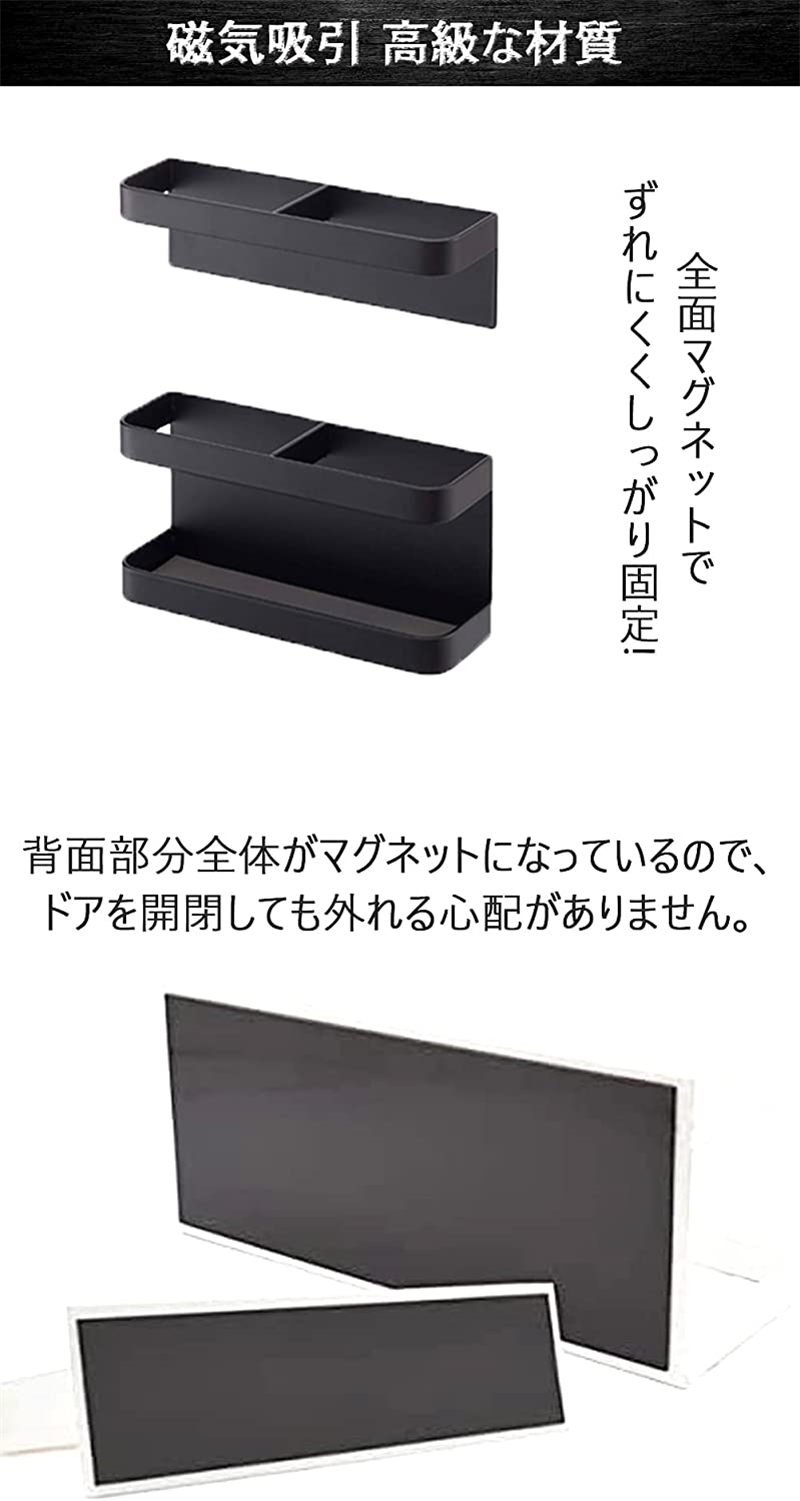 磁気吸引 高級な材質
全面マグネットで
ずれにくくしっかり固定!
背面部分全体がマグネットになっているので、
ドアを開閉しても外れる心配がありません。